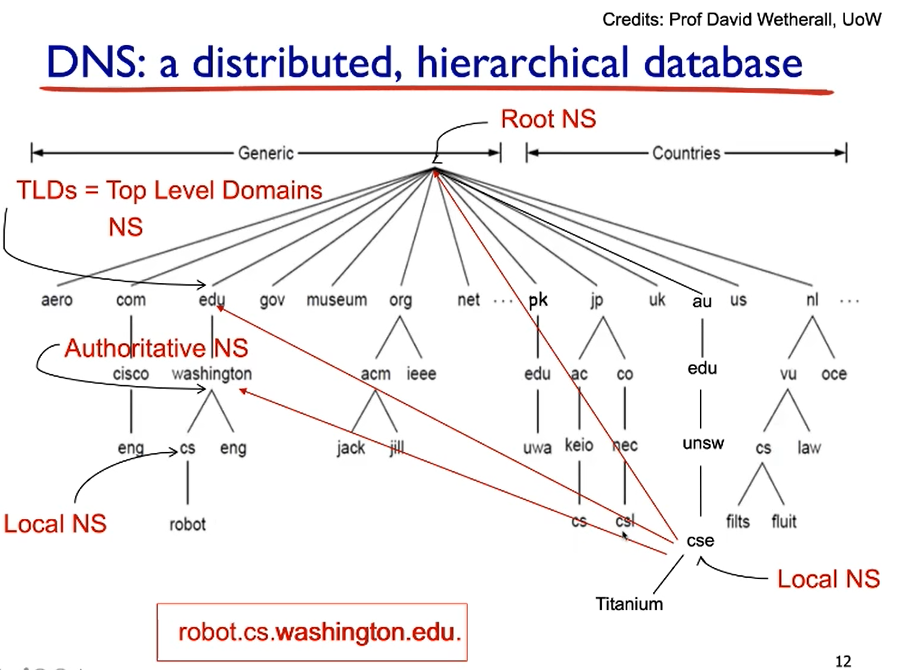 Credits: Prof David Wetherall, UoW
DNS: a distributed, hierarchical database
Root NS
Generic
Countries
TLDs = Top Level Domains
NS
aero com edu gov museum org net ... pk jp uk au us nl ...
Authoritative NS
cisco washington acm ieee edu ac co edu vu oce
eng cs eng jack jill uwa keio nec unsw cs law
Local NS
robot cs csl filts fluit
cse
Local NS
Titanium
robot.cs.washington.edu.
12